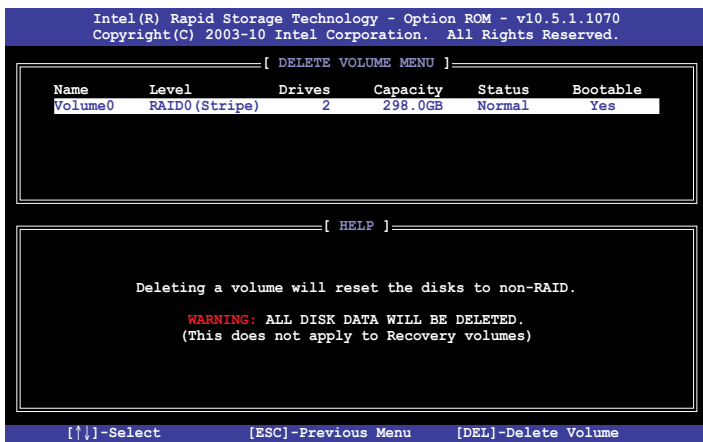 Intel(R) Rapid Storage Technology - Option ROM - v10.5.1.1070
Copyright(C) 2003-10 Intel Corporation.  All Rights Reserved.
[ DELETE VOLUME MENU ]
Name Level Drives Capacity Status Bootable
Volume0 RAID0(Stripe) 2 298.0GB Normal Yes
[ HELP ]
Deleting a volume will reset the disks to non-RAID.
WARNING: ALL DISK DATA WILL BE DELETED.
(This does not apply to Recovery volumes)
[↑↓]-Select [ESC]-Previous Menu [DEL]-Delete Volume